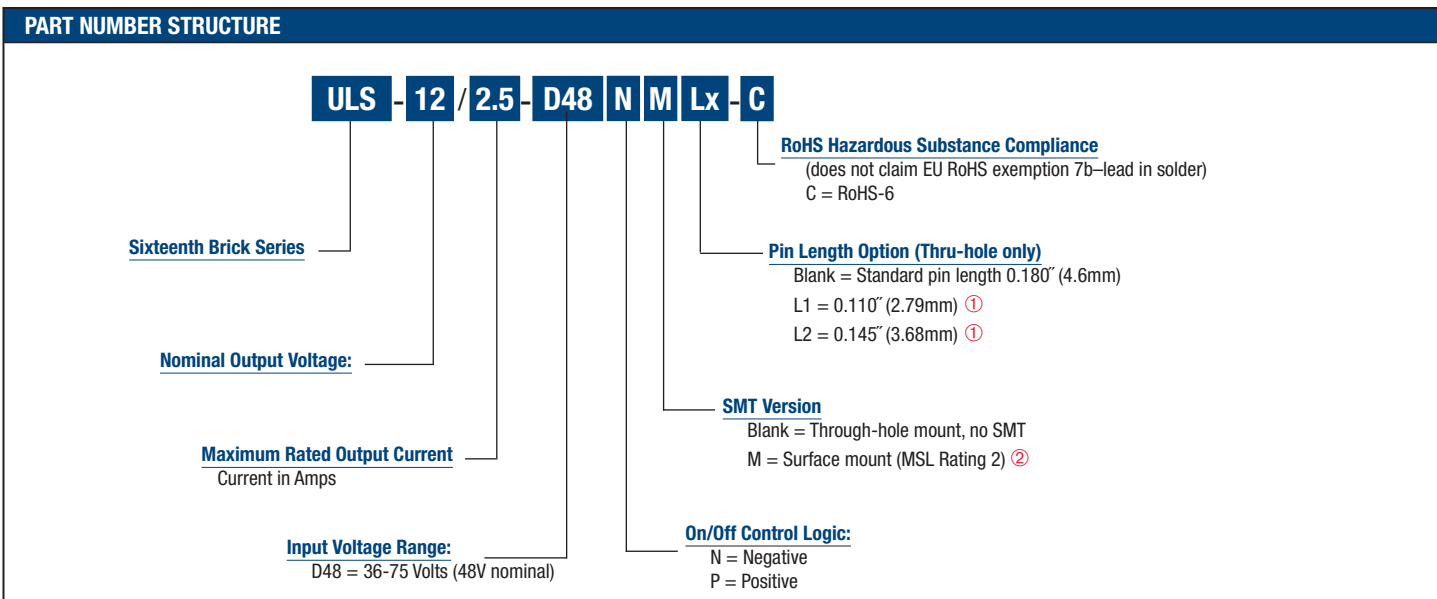 PART NUMBER STRUCTURE
ULS - 12 / 2.5 - D48 N M Lx - C
RoHS Hazardous Substance Compliance
(does not claim EU RoHS exemption 7b–lead in solder)
C = RoHS-6
Sixteenth Brick Series
Pin Length Option (Thru-hole only)
Blank = Standard pin length 0.180˝ (4.6mm)
L1 = 0.110˝ (2.79mm) ①
L2 = 0.145˝ (3.68mm) ①
Nominal Output Voltage:
SMT Version
Blank = Through-hole mount, no SMT
M = Surface mount (MSL Rating 2) ②
Maximum Rated Output Current
Current in Amps
Input Voltage Range:
D48 = 36-75 Volts (48V nominal)
On/Off Control Logic:
N = Negative
P = Positive